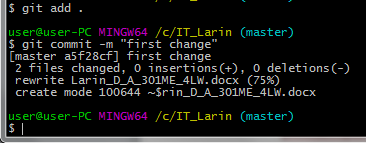 $ git add .
user@user-PC MINGW64 /c/IT_Larin (master)
$ git commit -m "first change"
[master a5f28cf] first change
2 files changed, 0 insertions(+), 0 deletions(-)
rewrite Larin_D_A_301ME_4LW.docx (75%)
create mode 100644 ~$rin_D_A_301ME_4LW.docx
user@user-PC MINGW64 /c/IT_Larin (master)
$